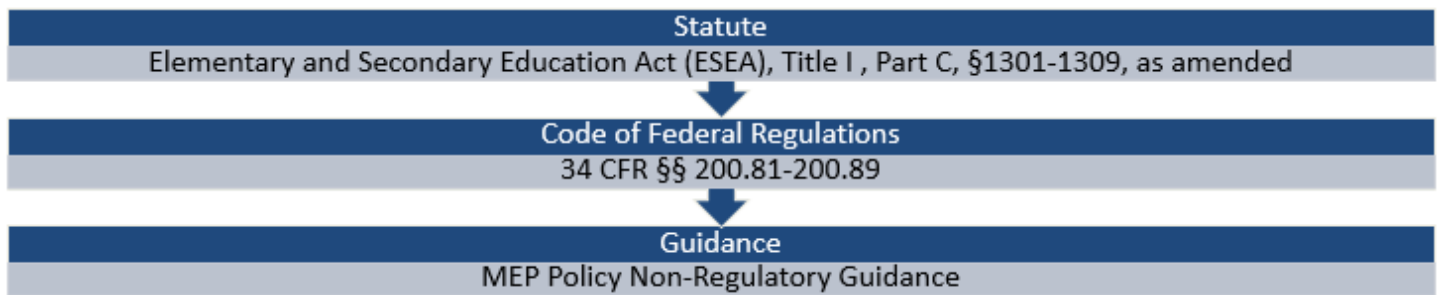 Statute
Elementary and Secondary Education Act (ESEA), Title I , Part C, §1301-1309, as amended
Code of Federal Regulations
34 CFR §§ 200.81-200.89
Guidance
MEP Policy Non-Regulatory Guidance